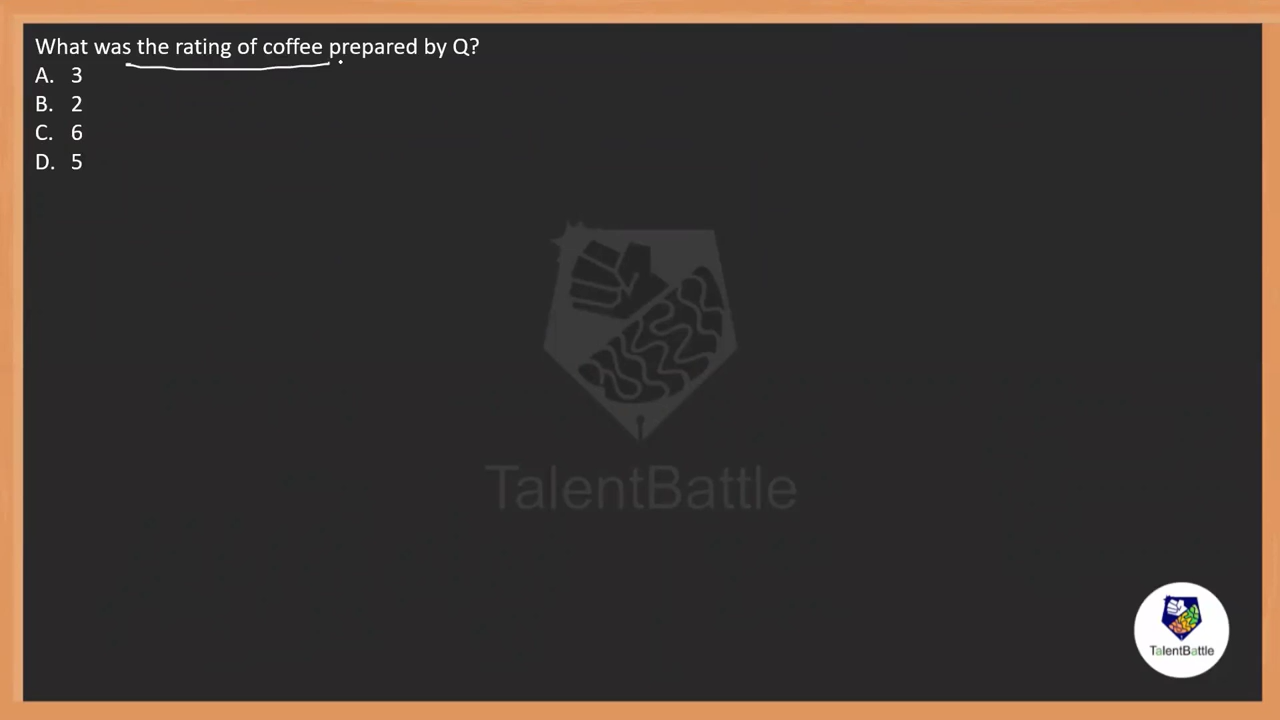 What was the rating of coffee prepared by Q?
A. 3
B. 2
C. 6
D. 5
TalentBattle
TalentBattle